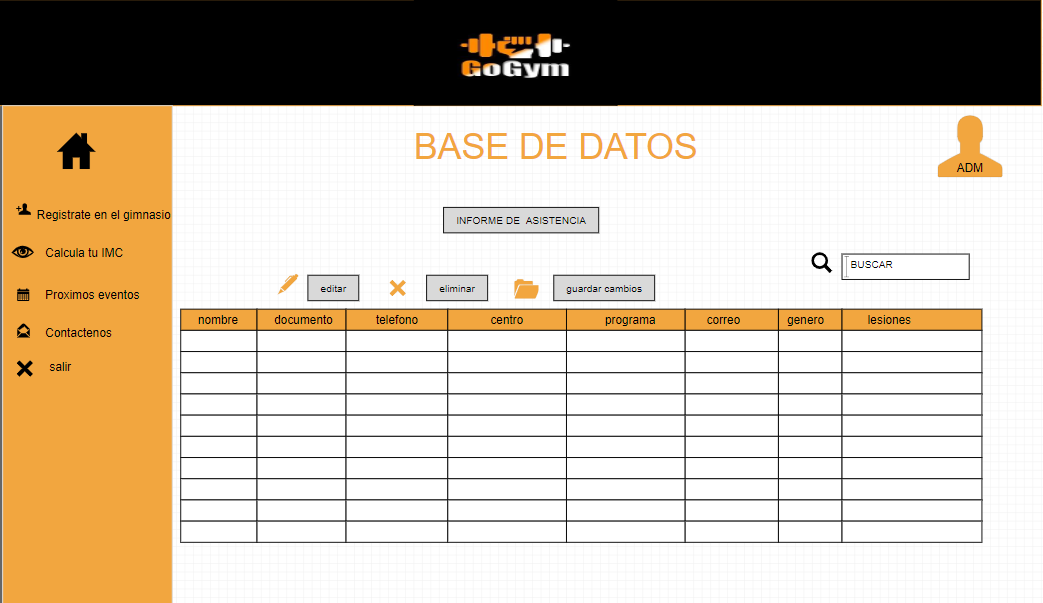 GoGym
BASE DE DATOS
ADM
Registrate en el gimnasio
Calcula tu IMC
Proximos eventos
Contactenos
salir
INFORME DE ASISTENCIA
BUSCAR
editar
eliminar
guardar cambios
nombre documento telefono centro programa correo genero lesiones